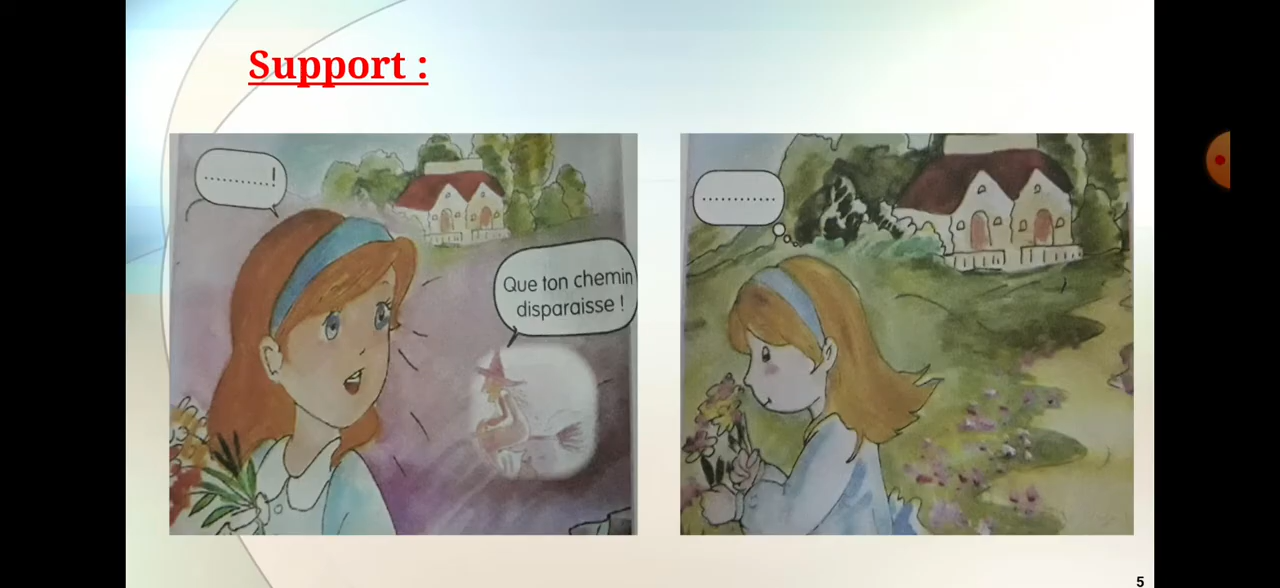 Support :
...........!
Que ton chemin
disparaisse !
.............
5